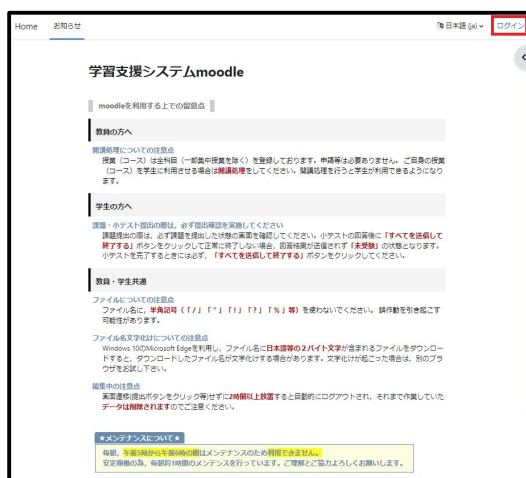 Home お知らせ 日本語 (ja) ログイン
学習支援システムmoodle
moodleを利用する上での留意点
教員の方へ
開講処理についての注意点
授業（コース）は全科目（一部集中授業を除く）を登録しております。申請等は必要ありません。 ご自身の授業
（コース）を学生に利用させる場合は開講処理をしてください。開講処理を行うと学生が利用できるようになり
ます。
学生の方へ
課題・小テスト提出の際は、必ず提出確認を実施してください
課題提出の際は、必ず課題を提出した状態の画面を確認してください。小テストの回答後に「すべてを送信して
終了する」ボタンをクリックして正常に終了しない場合、回答結果が送信されず「未受験」の状態となります。
小テストを完了するときには必ず、「すべてを送信して終了する」ボタンをクリックしてください。
教員・学生共通
ファイルについての注意点
ファイル名に、半角記号（「/」「"」「!」「?」「%」等）を使わないでください。 誤作動を引き起こす
可能性があります。
ファイル名文字化けについての注意点
Windows 10のMicrosoft Edgeを利用し、ファイル名に日本語等の２バイト文字が含まれるファイルをダウンロー
ドすると、ダウンロードしたファイル名が文字化けする場合があります。文字化けが起こった場合は、別のブラ
ウザをお試し下さい。
編集中の注意点
画面遷移(提出ボタンをクリック等)せずに2時間以上放置すると自動的にログアウトされ、それまで作業していた
データは削除されますのでご注意ください。
★メンテナンスについて★
毎朝、午前5時から午前6時の間はメンテナンスのため利用できません。
安定稼働の為、毎朝約1時間のメンテンスを行っています。ご理解とご協力よろしくお願いします。